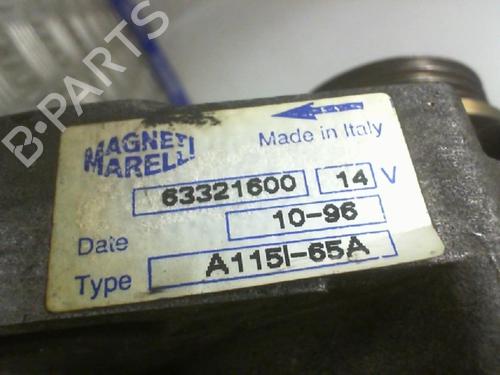 B-PARTS
MAGNETI
MARELLI
Made in Italy
63321600 14 V
Date 10-96
Type A115I-65A